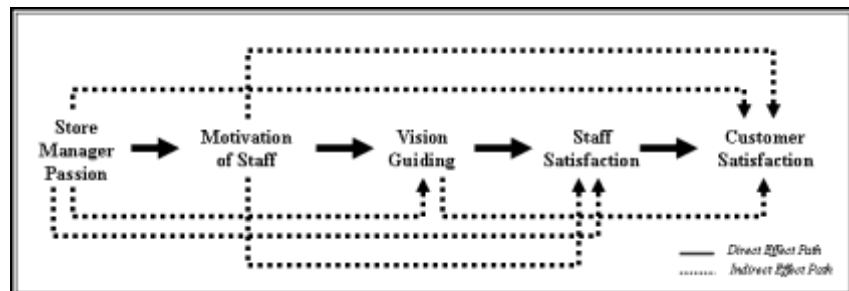 Store
Manager
Passion
Motivation
of Staff
Vision
Guiding
Staff
Satisfaction
Customer
Satisfaction
Direct Effect Path
Indirect Effect Path